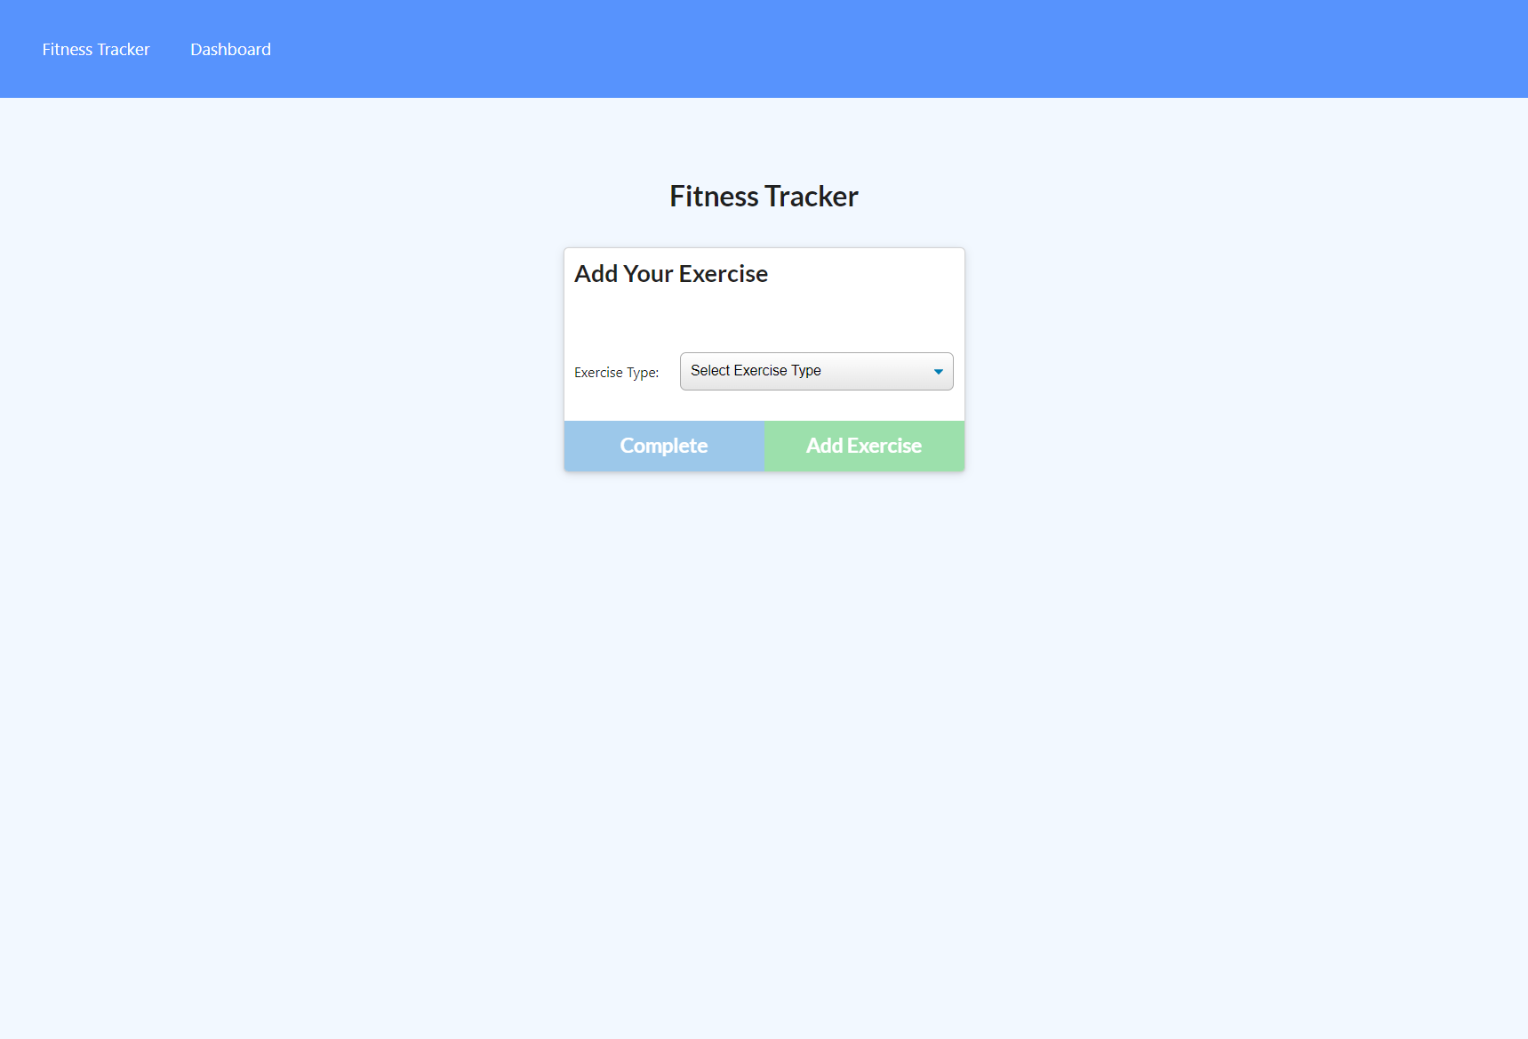 Fitness Tracker Dashboard
Fitness Tracker
Add Your Exercise
Exercise Type: Select Exercise Type
Complete Add Exercise